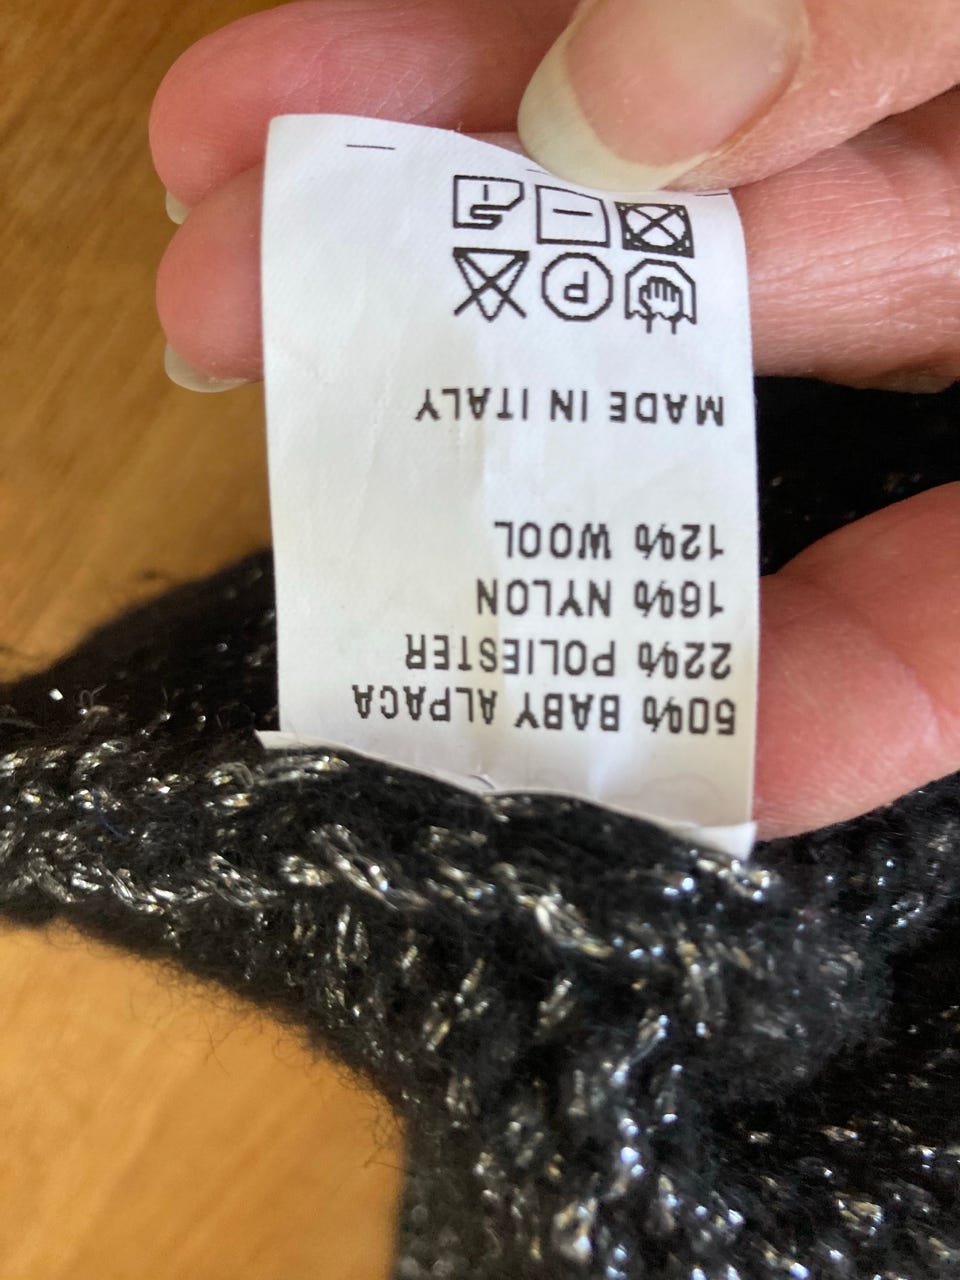 50% BABY ALPACA
22% POLIESTER
16% NYLON
12% WOOL
MADE IN ITALY
P